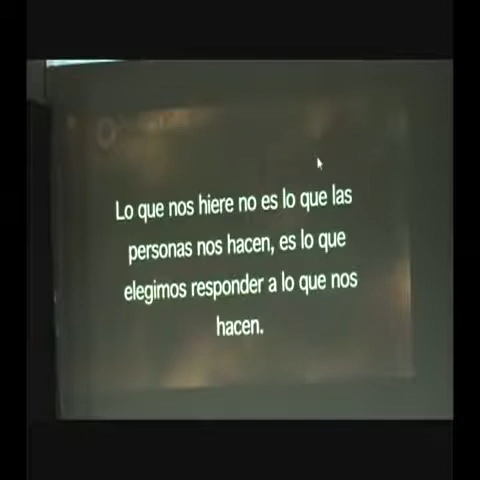 Lo que nos hiere no es lo que las
personas nos hacen, es lo que
elegimos responder a lo que nos
hacen.